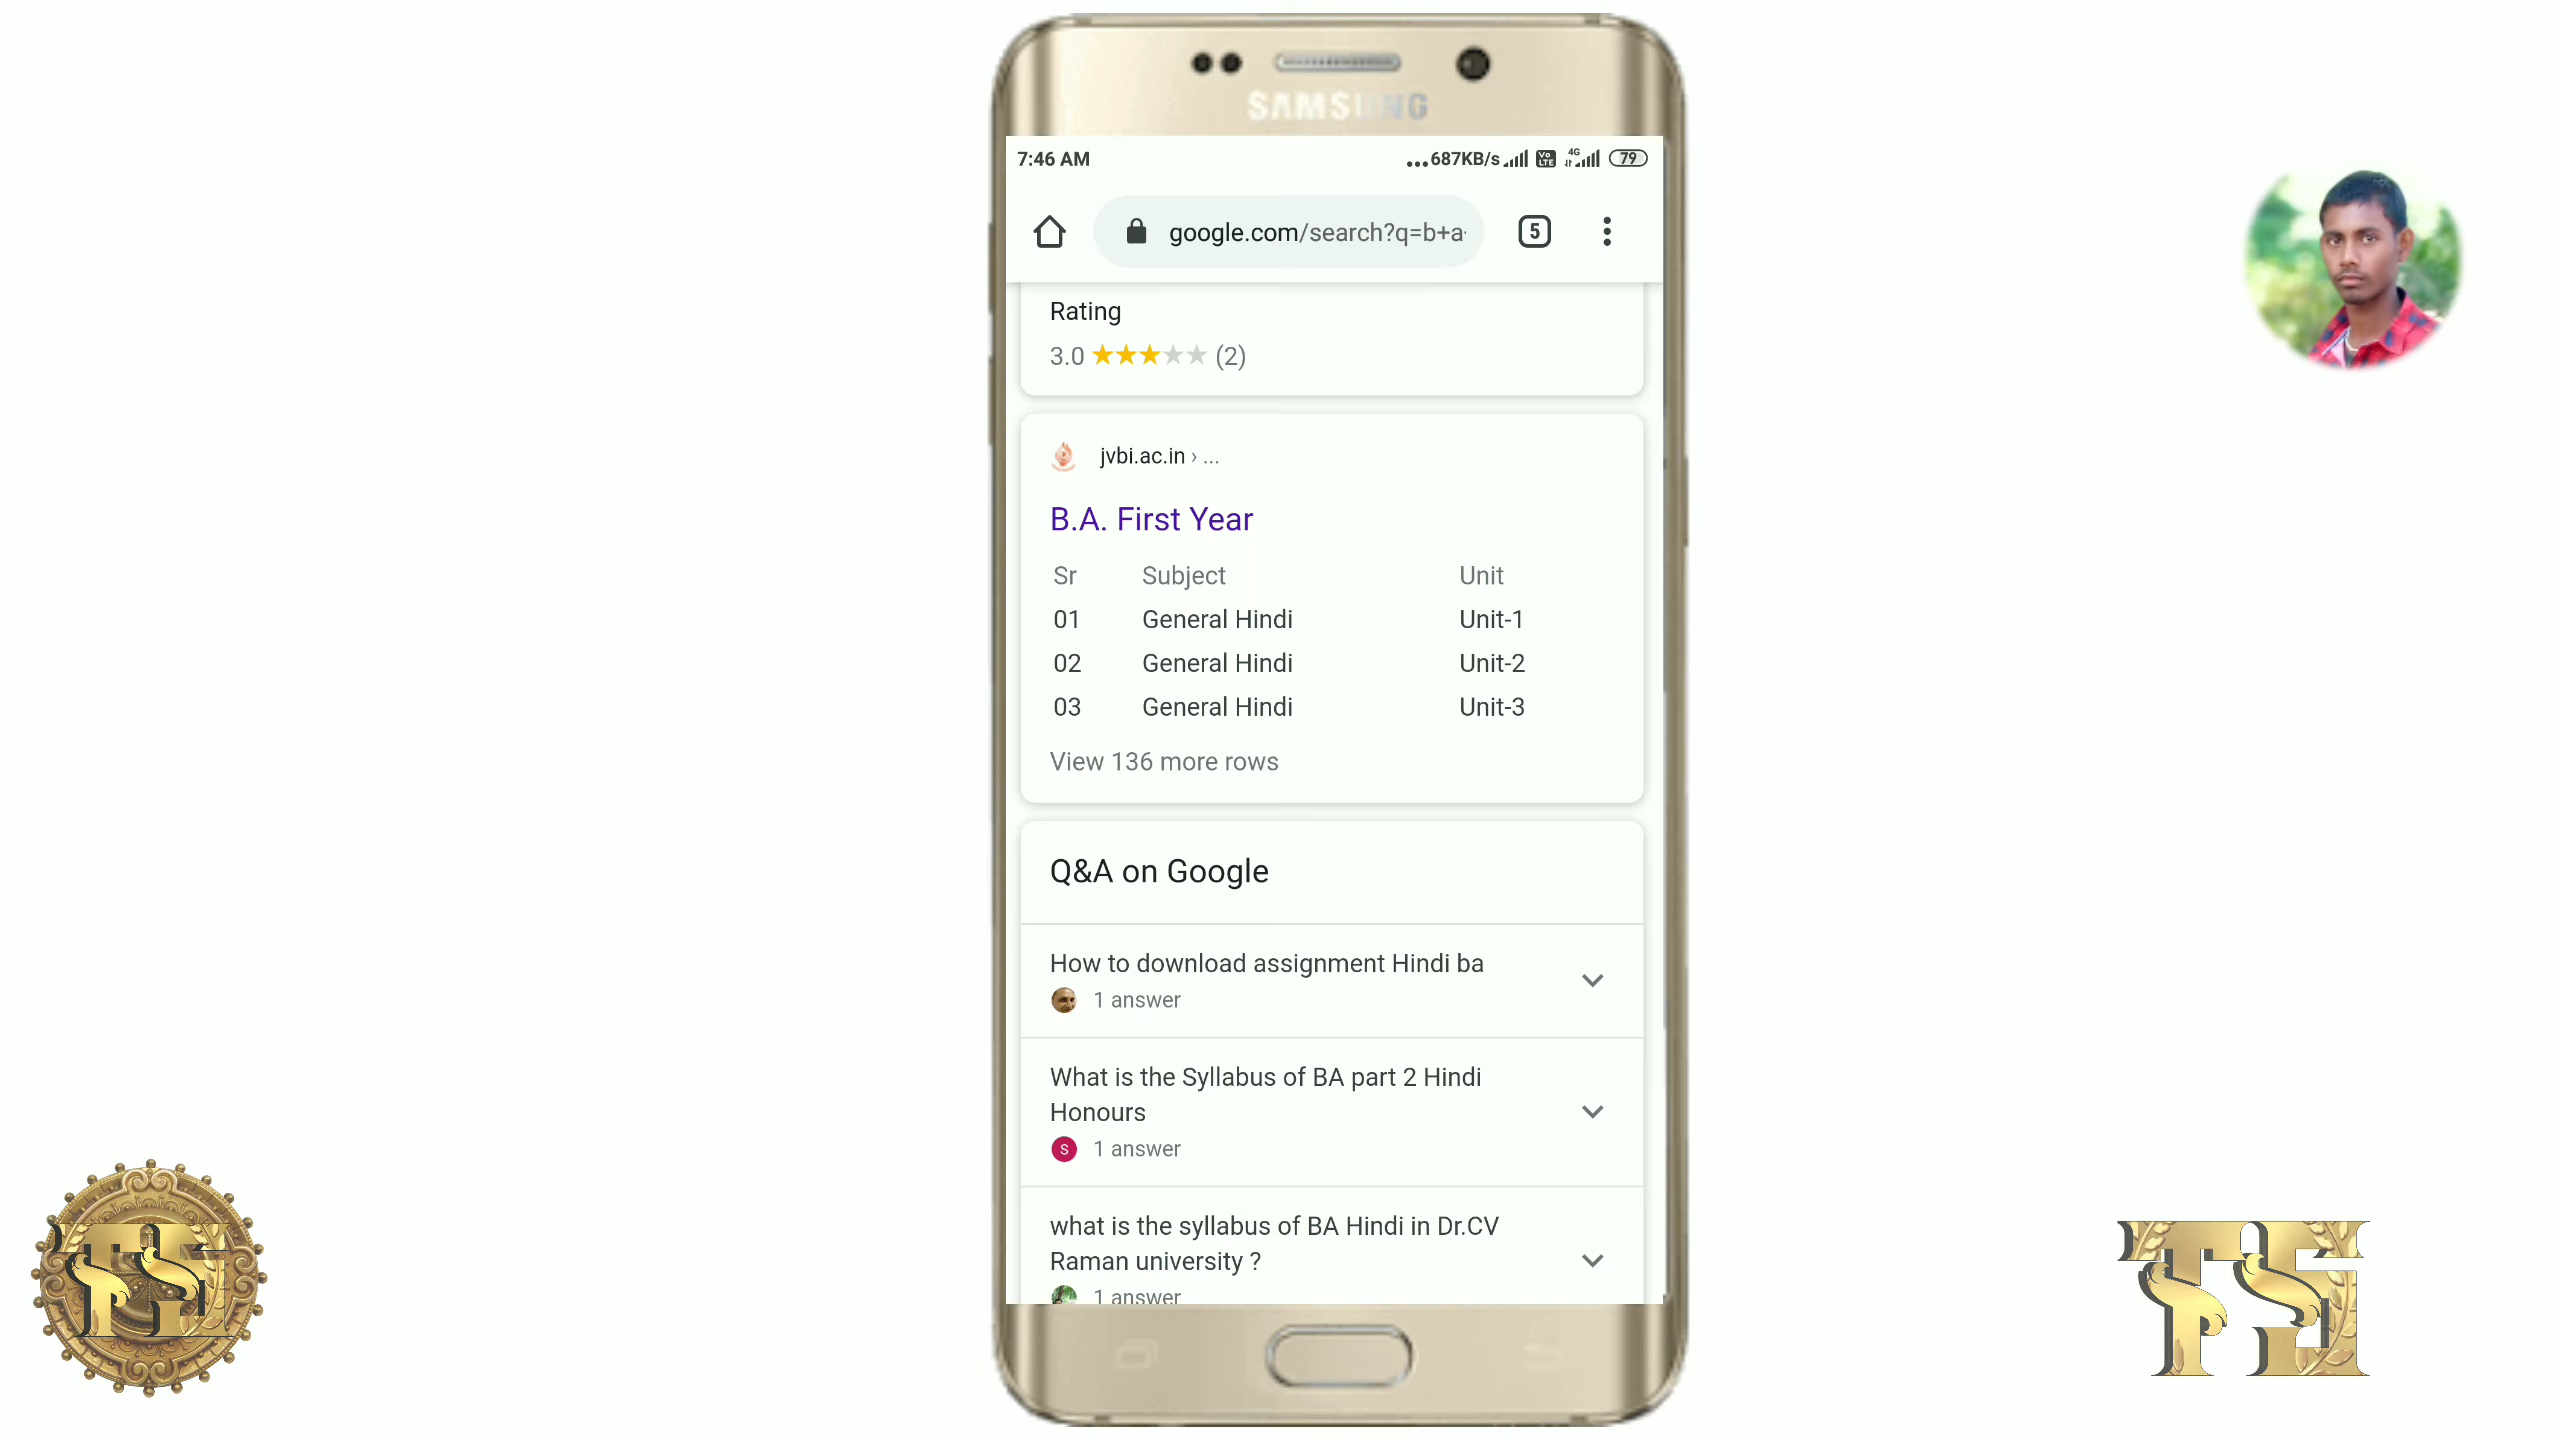 SAMSUNG
7:46 AM
...687KB/s VoLTE 4G 79
google.com/search?q=b+a
5
Rating
3.0 ★★★★★ (2)
jvbi.ac.in › ...
B.A. First Year
Sr Subject Unit
01 General Hindi Unit-1
02 General Hindi Unit-2
03 General Hindi Unit-3
View 136 more rows
Q&A on Google
How to download assignment Hindi ba
1 answer
What is the Syllabus of BA part 2 Hindi
Honours
S 1 answer
what is the syllabus of BA Hindi in Dr.CV
Raman university ?
1 answer